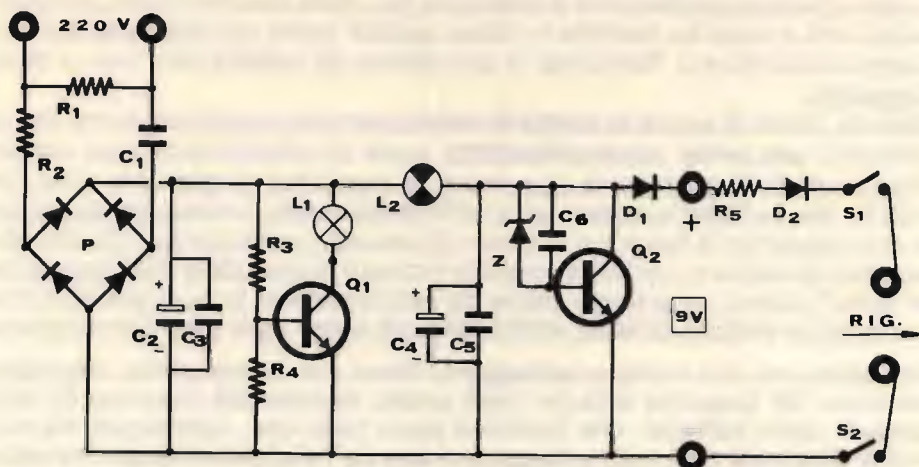 220 V
R1
R2
C1
P
L1
L2
R3
Q1
C2
+
-
C3
R4
C4
+
-
C5
Z
C6
Q2
D1
+
R5
D2
S1
9V
RIG.
S2